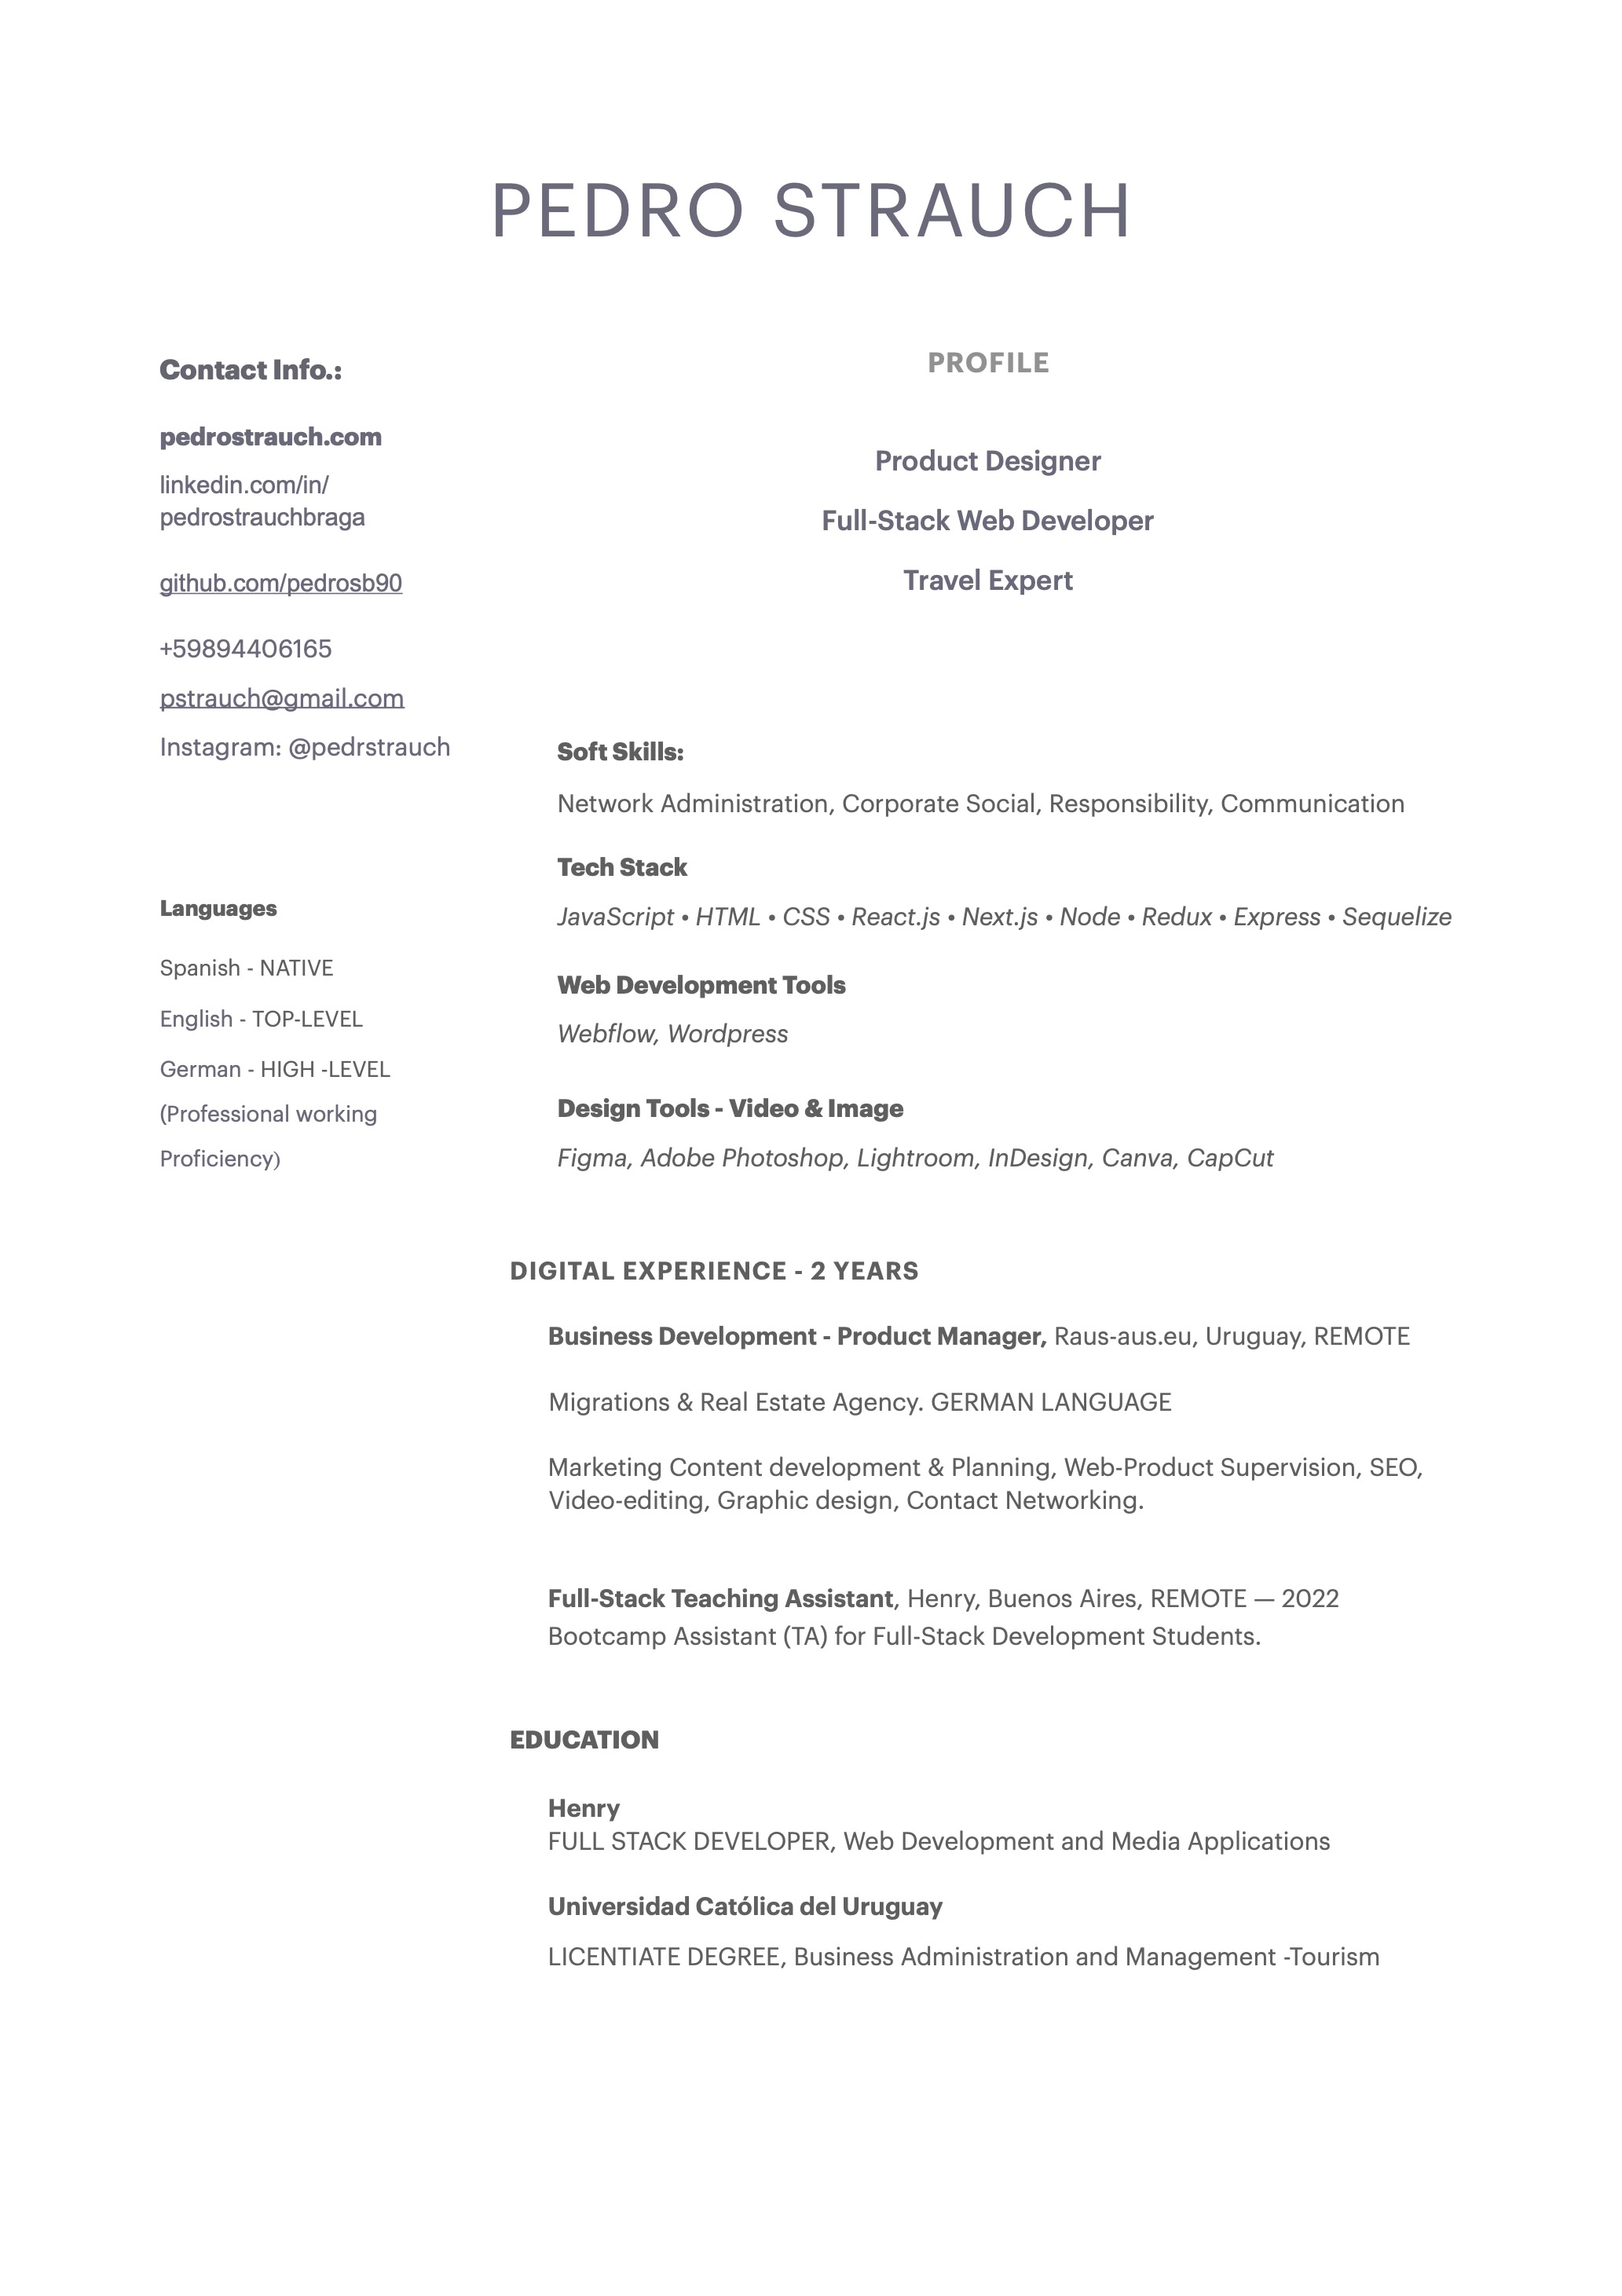 PEDRO STRAUCH
Contact Info.:
pedrostrauch.com
linkedin.com/in/
pedrostrauchbraga
github.com/pedrosb90
+59894406165
pstrauch@gmail.com
Instagram: @pedrstrauch
Languages
Spanish - NATIVE
English - TOP-LEVEL
German - HIGH -LEVEL
(Professional working
Proficiency)
PROFILE
Product Designer
Full-Stack Web Developer
Travel Expert
Soft Skills:
Network Administration, Corporate Social, Responsibility, Communication
Tech Stack
JavaScript • HTML • CSS • React.js • Next.js • Node • Redux • Express • Sequelize
Web Development Tools
Webflow, Wordpress
Design Tools - Video & Image
Figma, Adobe Photoshop, Lightroom, InDesign, Canva, CapCut
DIGITAL EXPERIENCE - 2 YEARS
Business Development - Product Manager, Raus-aus.eu, Uruguay, REMOTE
Migrations & Real Estate Agency. GERMAN LANGUAGE
Marketing Content development & Planning, Web-Product Supervision, SEO,
Video-editing, Graphic design, Contact Networking.
Full-Stack Teaching Assistant, Henry, Buenos Aires, REMOTE — 2022
Bootcamp Assistant (TA) for Full-Stack Development Students.
EDUCATION
Henry
FULL STACK DEVELOPER, Web Development and Media Applications
Universidad Católica del Uruguay
LICENTIATE DEGREE, Business Administration and Management -Tourism